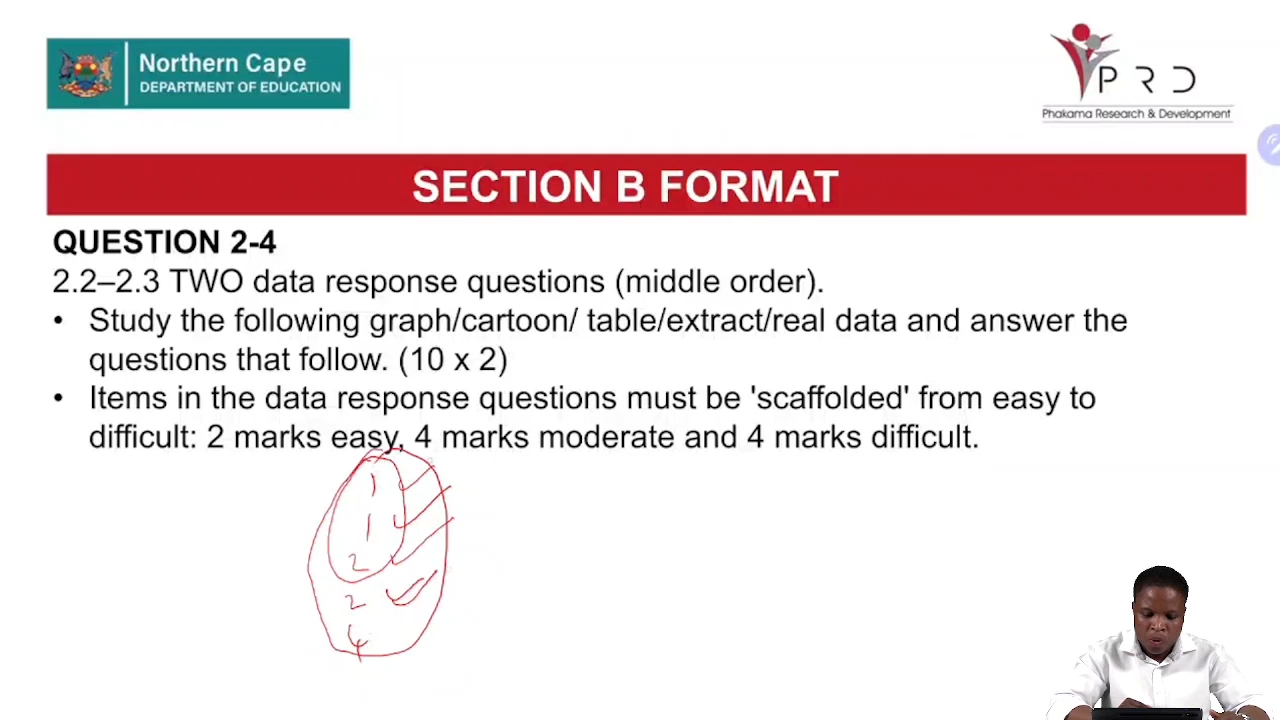 Northern Cape
DEPARTMENT OF EDUCATION
PRD
Phakama Research & Development
SECTION B FORMAT
QUESTION 2-4
2.2–2.3 TWO data response questions (middle order).
• Study the following graph/cartoon/ table/extract/real data and answer the
questions that follow. (10 x 2)
• Items in the data response questions must be 'scaffolded' from easy to
difficult: 2 marks easy, 4 marks moderate and 4 marks difficult.
1
1
2
2
4